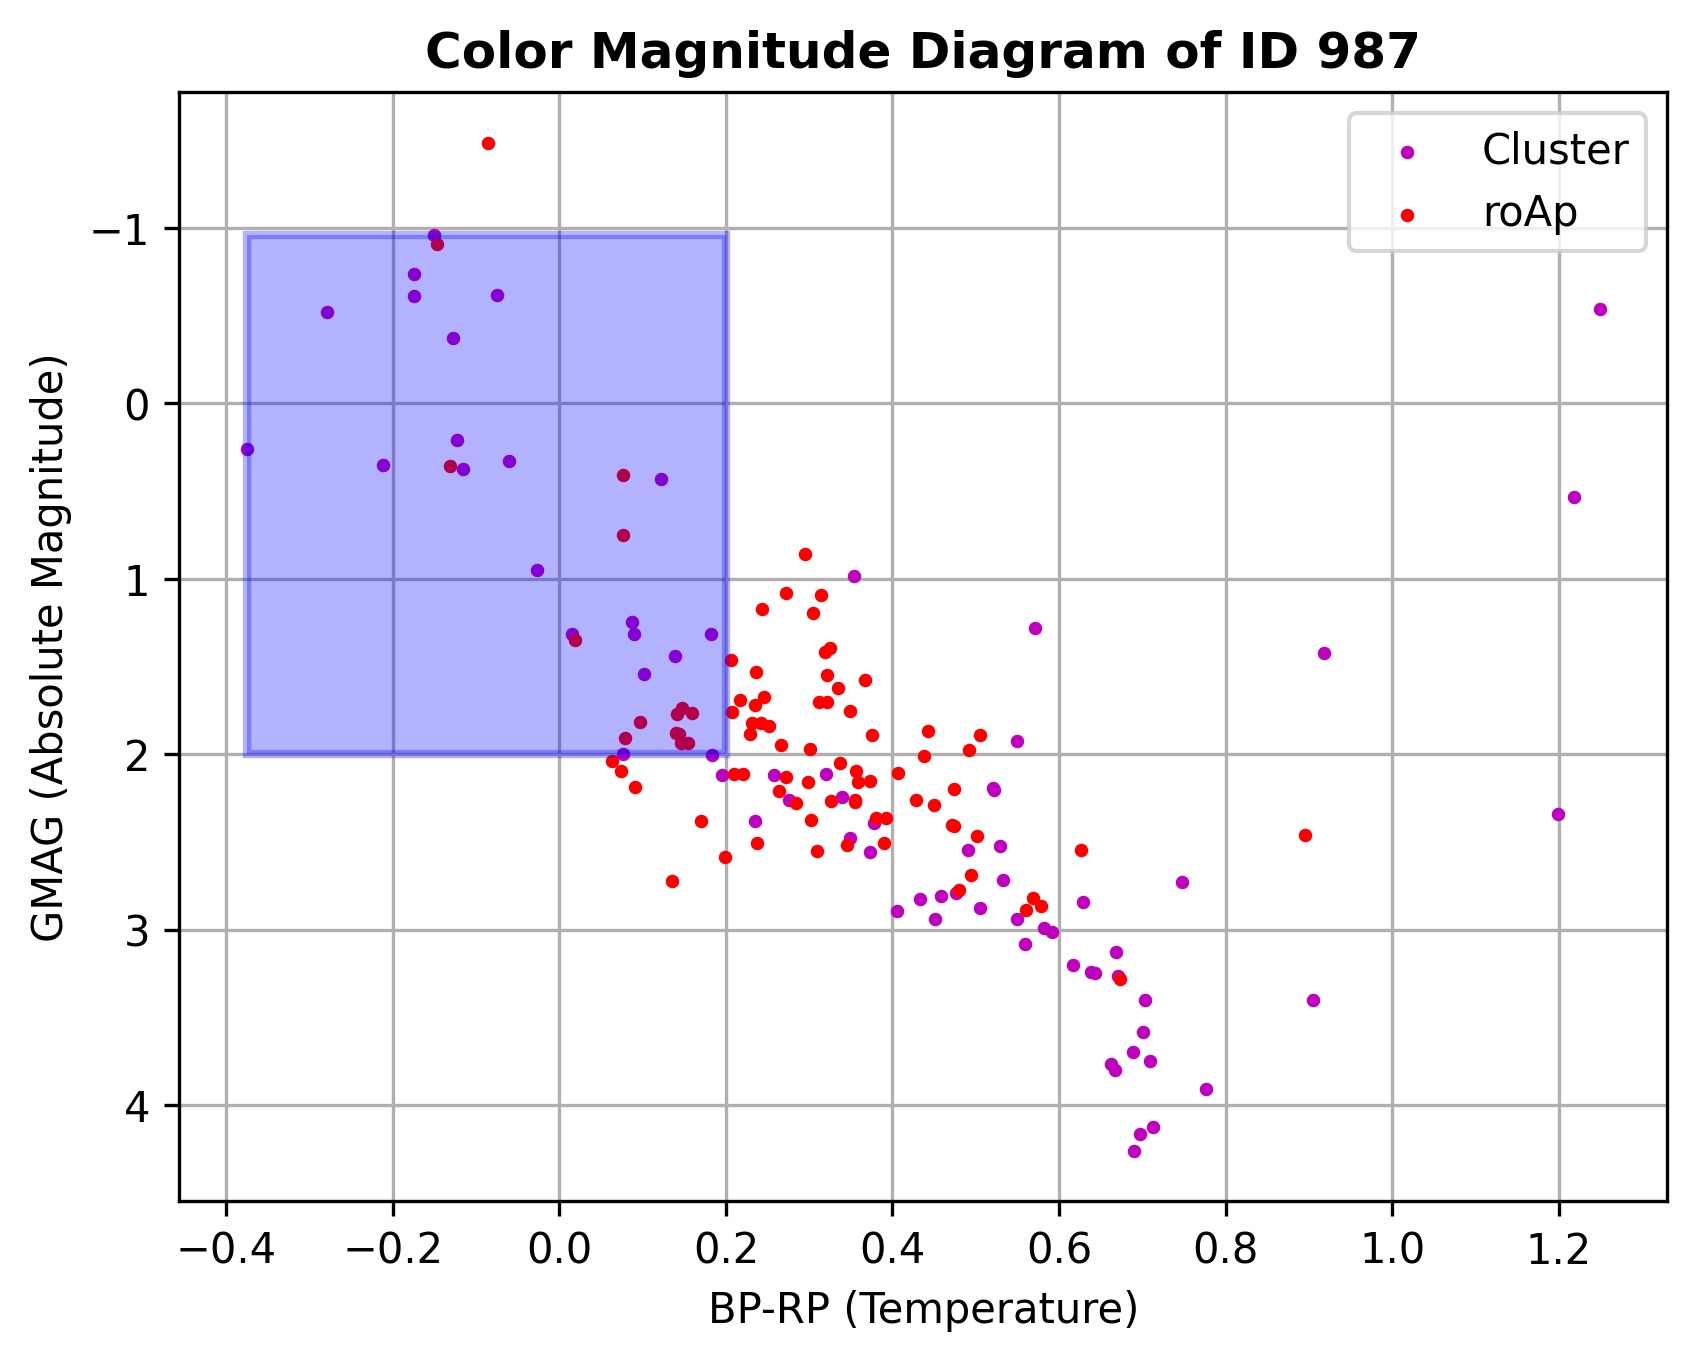 Color Magnitude Diagram of ID 987
Cluster
roAp
GMAG (Absolute Magnitude)
−1
0
1
2
3
4
−0.4 −0.2 0.0 0.2 0.4 0.6 0.8 1.0 1.2
BP-RP (Temperature)